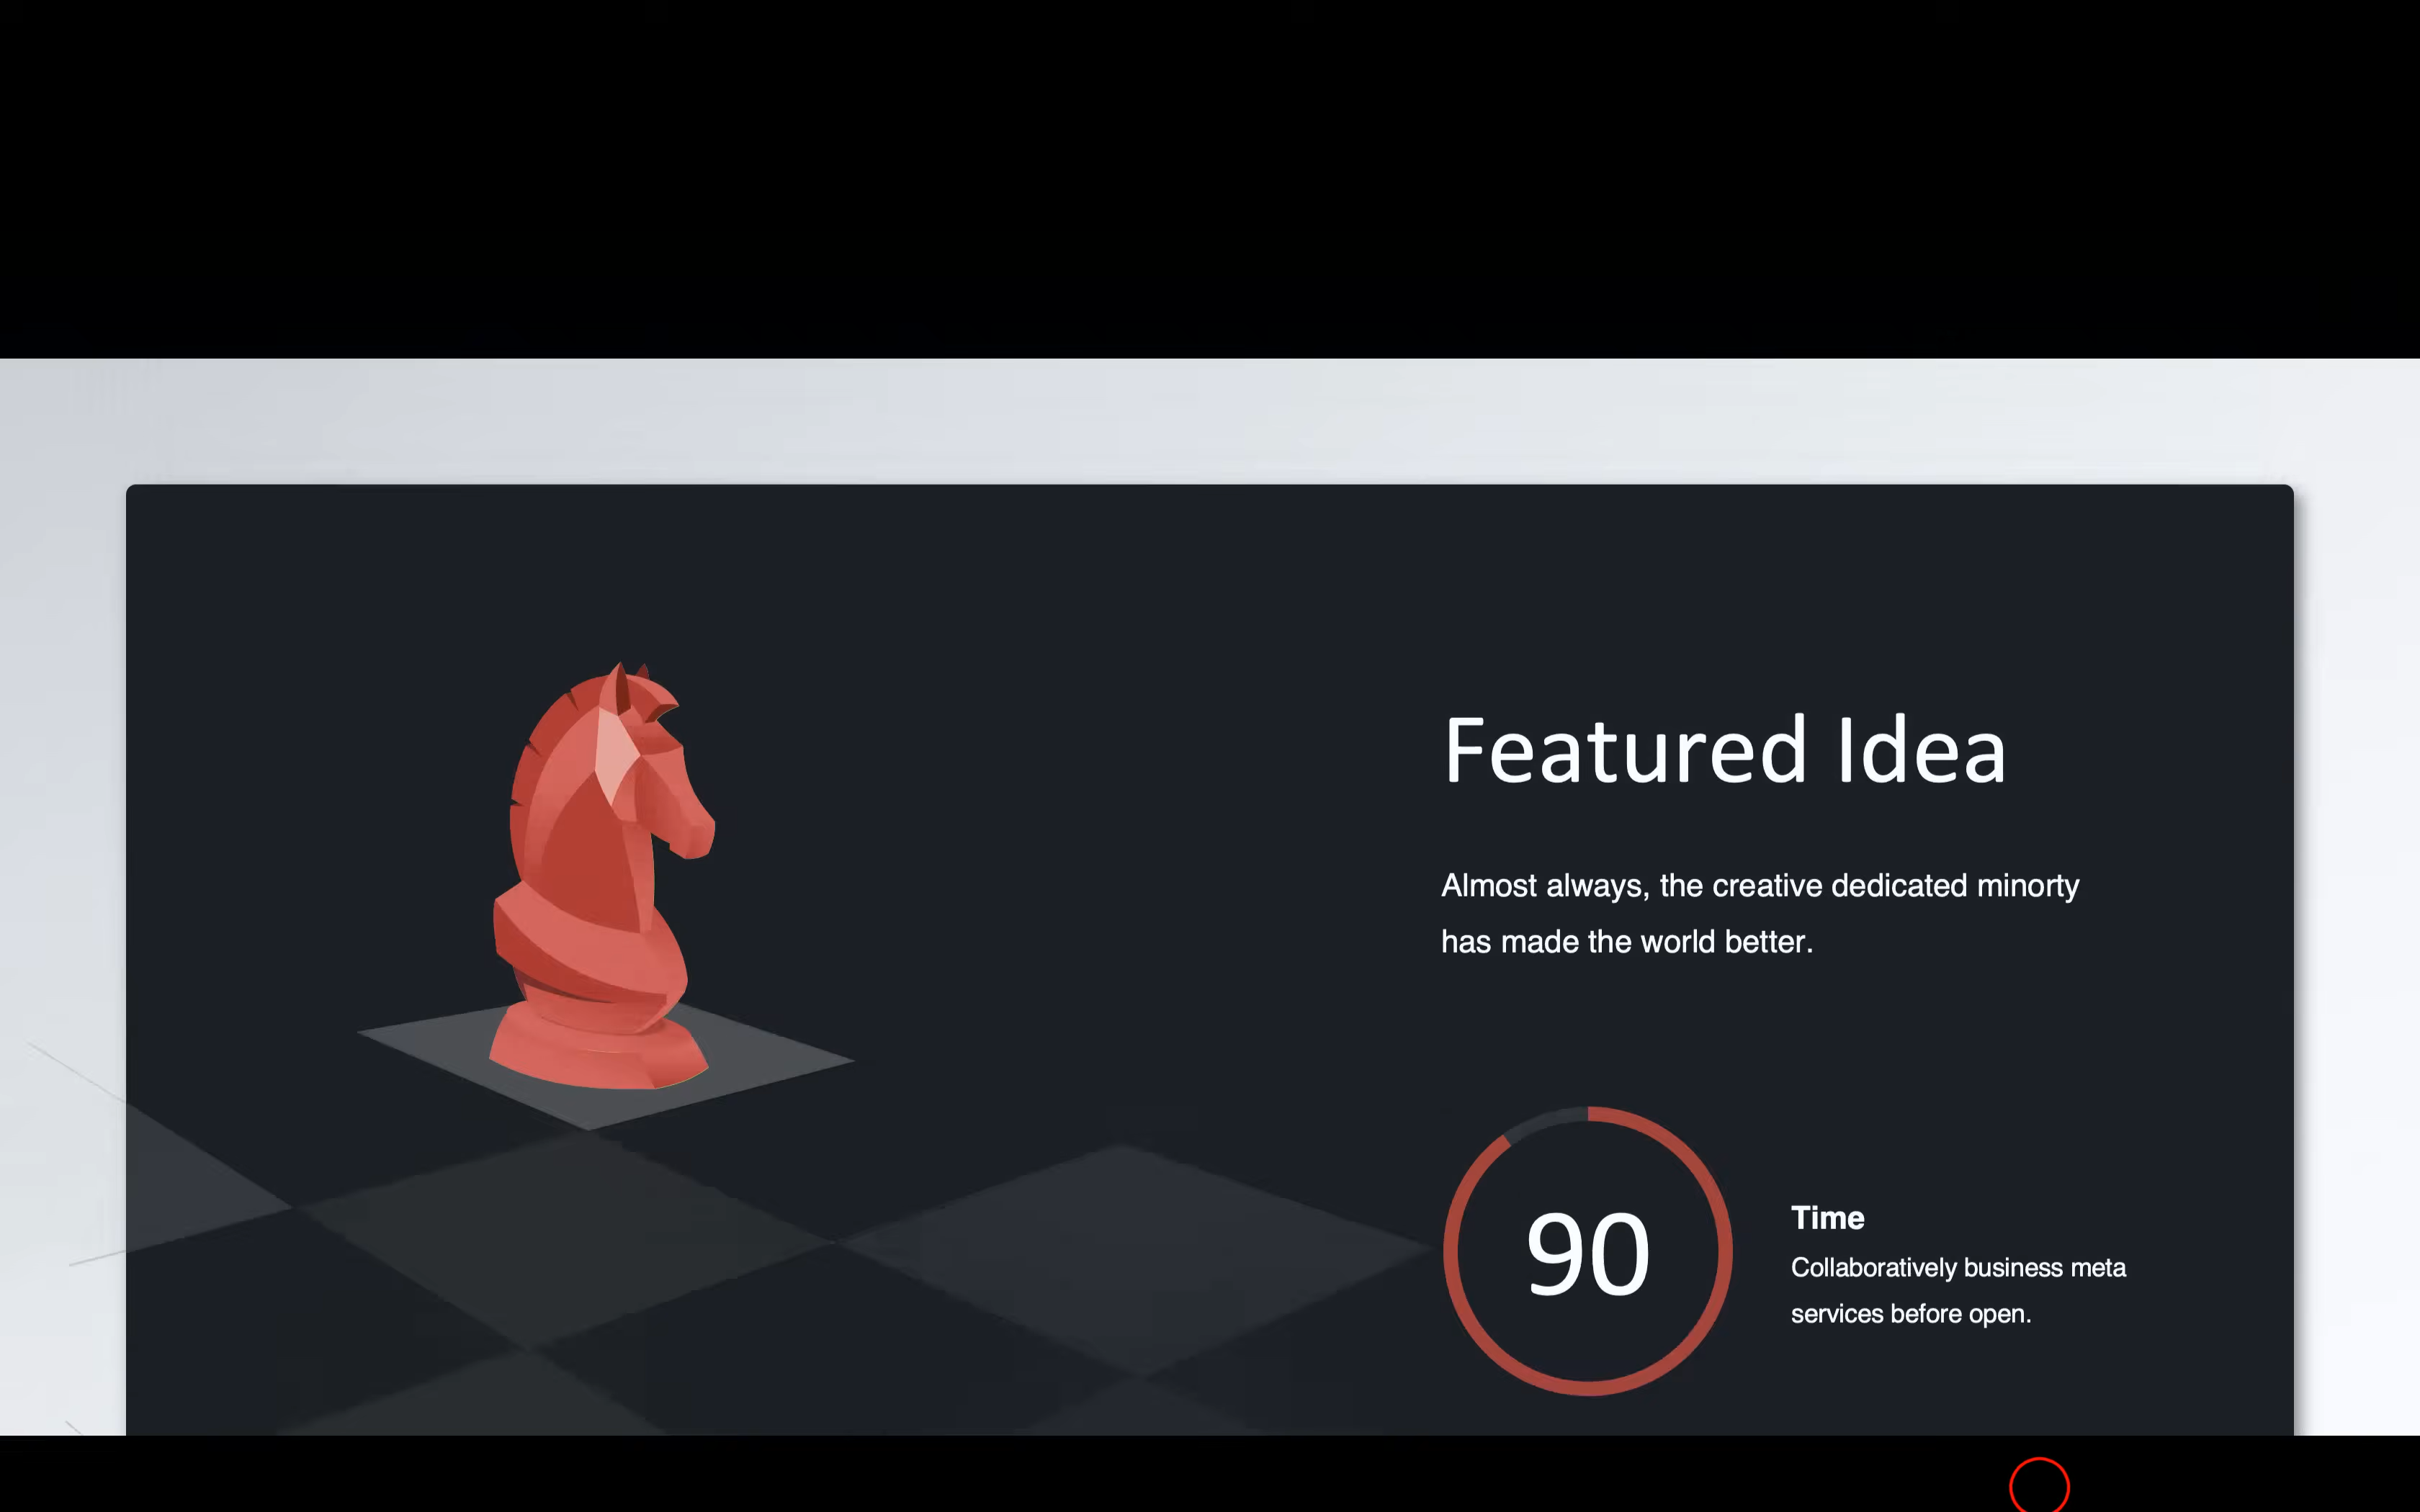 Featured Idea
Almost always, the creative dedicated minorty
has made the world better.
90
Time
Collaboratively business meta
services before open.